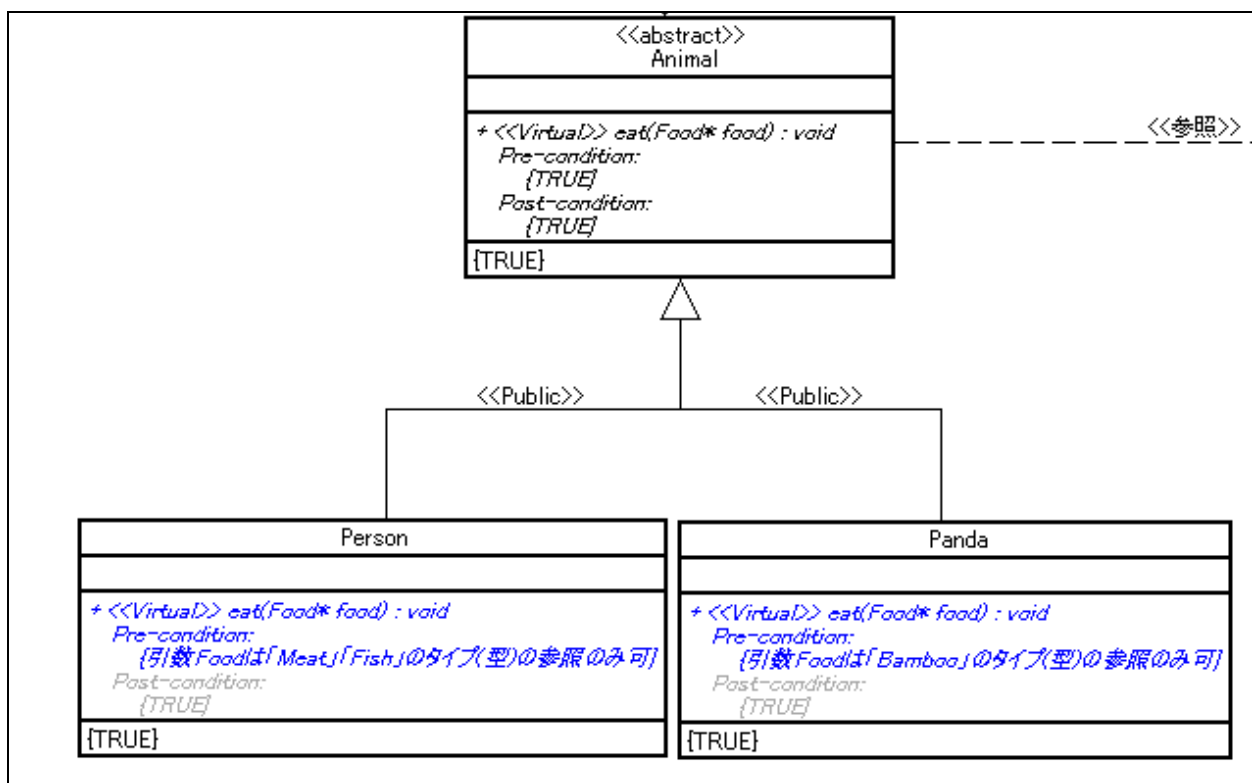 <<abstract>>
Animal
+ <<Virtual>> eat(Food* food) : void
Pre-condition:
{TRUE}
Post-condition:
{TRUE}
{TRUE}
<<参照>>
<<Public>>
<<Public>>
Person
+ <<Virtual>> eat(Food* food) : void
Pre-condition:
{引数Foodは「Meat」「Fish」のタイプ(型)の参照のみ可}
Post-condition:
{TRUE}
{TRUE}
Panda
+ <<Virtual>> eat(Food* food) : void
Pre-condition:
{引数Foodは「Bamboo」のタイプ(型)の参照のみ可}
Post-condition:
{TRUE}
{TRUE}